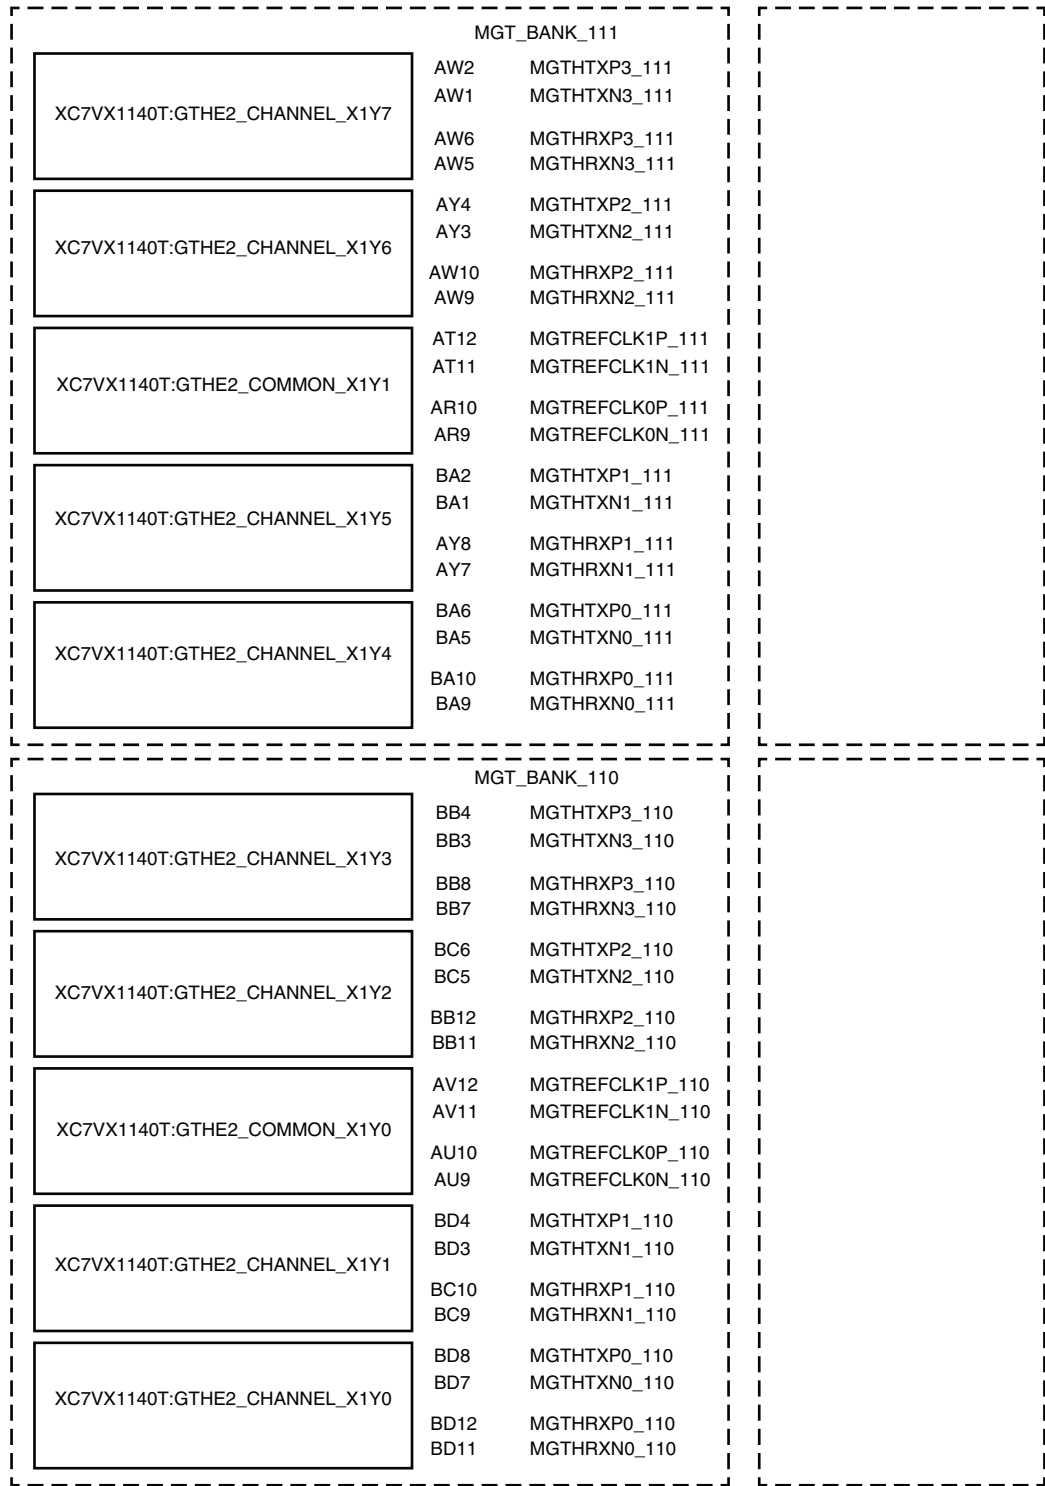 MGT_BANK_111
AW2 MGTHTXP3_111
AW1 MGTHTXN3_111
XC7VX1140T:GTHE2_CHANNEL_X1Y7
AW6 MGTHRXP3_111
AW5 MGTHRXN3_111
AY4 MGTHTXP2_111
AY3 MGTHTXN2_111
XC7VX1140T:GTHE2_CHANNEL_X1Y6
AW10 MGTHRXP2_111
AW9 MGTHRXN2_111
AT12 MGTREFCLK1P_111
AT11 MGTREFCLK1N_111
XC7VX1140T:GTHE2_COMMON_X1Y1
AR10 MGTREFCLK0P_111
AR9 MGTREFCLK0N_111
BA2 MGTHTXP1_111
BA1 MGTHTXN1_111
XC7VX1140T:GTHE2_CHANNEL_X1Y5
AY8 MGTHRXP1_111
AY7 MGTHRXN1_111
BA6 MGTHTXP0_111
BA5 MGTHTXN0_111
XC7VX1140T:GTHE2_CHANNEL_X1Y4
BA10 MGTHRXP0_111
BA9 MGTHRXN0_111
MGT_BANK_110
BB4 MGTHTXP3_110
BB3 MGTHTXN3_110
XC7VX1140T:GTHE2_CHANNEL_X1Y3
BB8 MGTHRXP3_110
BB7 MGTHRXN3_110
BC6 MGTHTXP2_110
BC5 MGTHTXN2_110
XC7VX1140T:GTHE2_CHANNEL_X1Y2
BB12 MGTHRXP2_110
BB11 MGTHRXN2_110
AV12 MGTREFCLK1P_110
AV11 MGTREFCLK1N_110
XC7VX1140T:GTHE2_COMMON_X1Y0
AU10 MGTREFCLK0P_110
AU9 MGTREFCLK0N_110
BD4 MGTHTXP1_110
BD3 MGTHTXN1_110
XC7VX1140T:GTHE2_CHANNEL_X1Y1
BC10 MGTHRXP1_110
BC9 MGTHRXN1_110
BD8 MGTHTXP0_110
BD7 MGTHTXN0_110
XC7VX1140T:GTHE2_CHANNEL_X1Y0
BD12 MGTHRXP0_110
BD11 MGTHRXN0_110